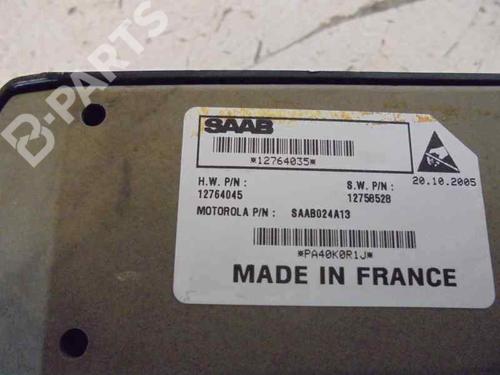 B-PARTS
SAAB
*12764035*
20.10.2005
H.W. P/N :
12764045
S.W. P/N :
12758528
MOTOROLA P/N : SAAB024A13
*PA40K0R1J*
MADE IN FRANCE